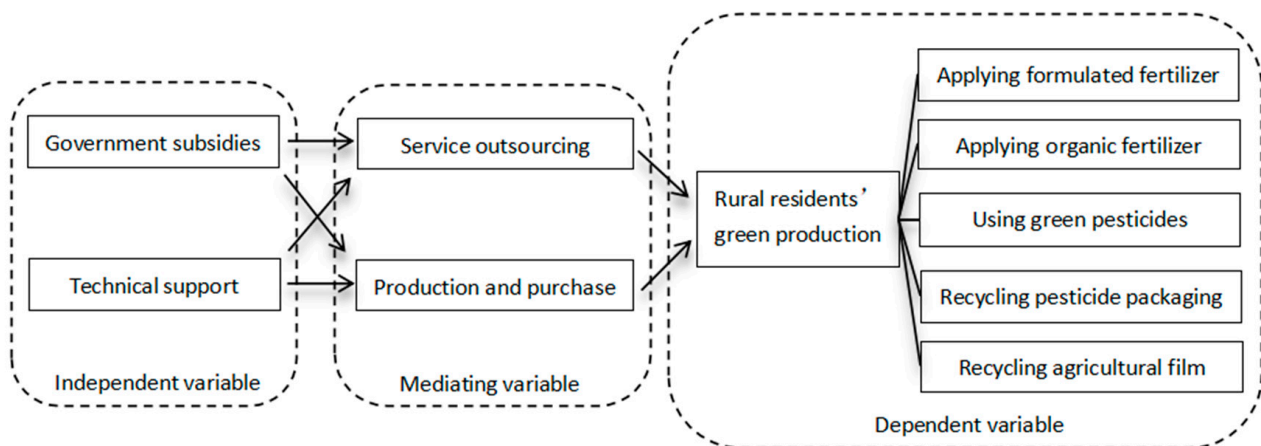 Government subsidies
Technical support
Independent variable
Service outsourcing
Production and purchase
Mediating variable
Rural residents’
green production
Applying formulated fertilizer
Applying organic fertilizer
Using green pesticides
Recycling pesticide packaging
Recycling agricultural film
Dependent variable